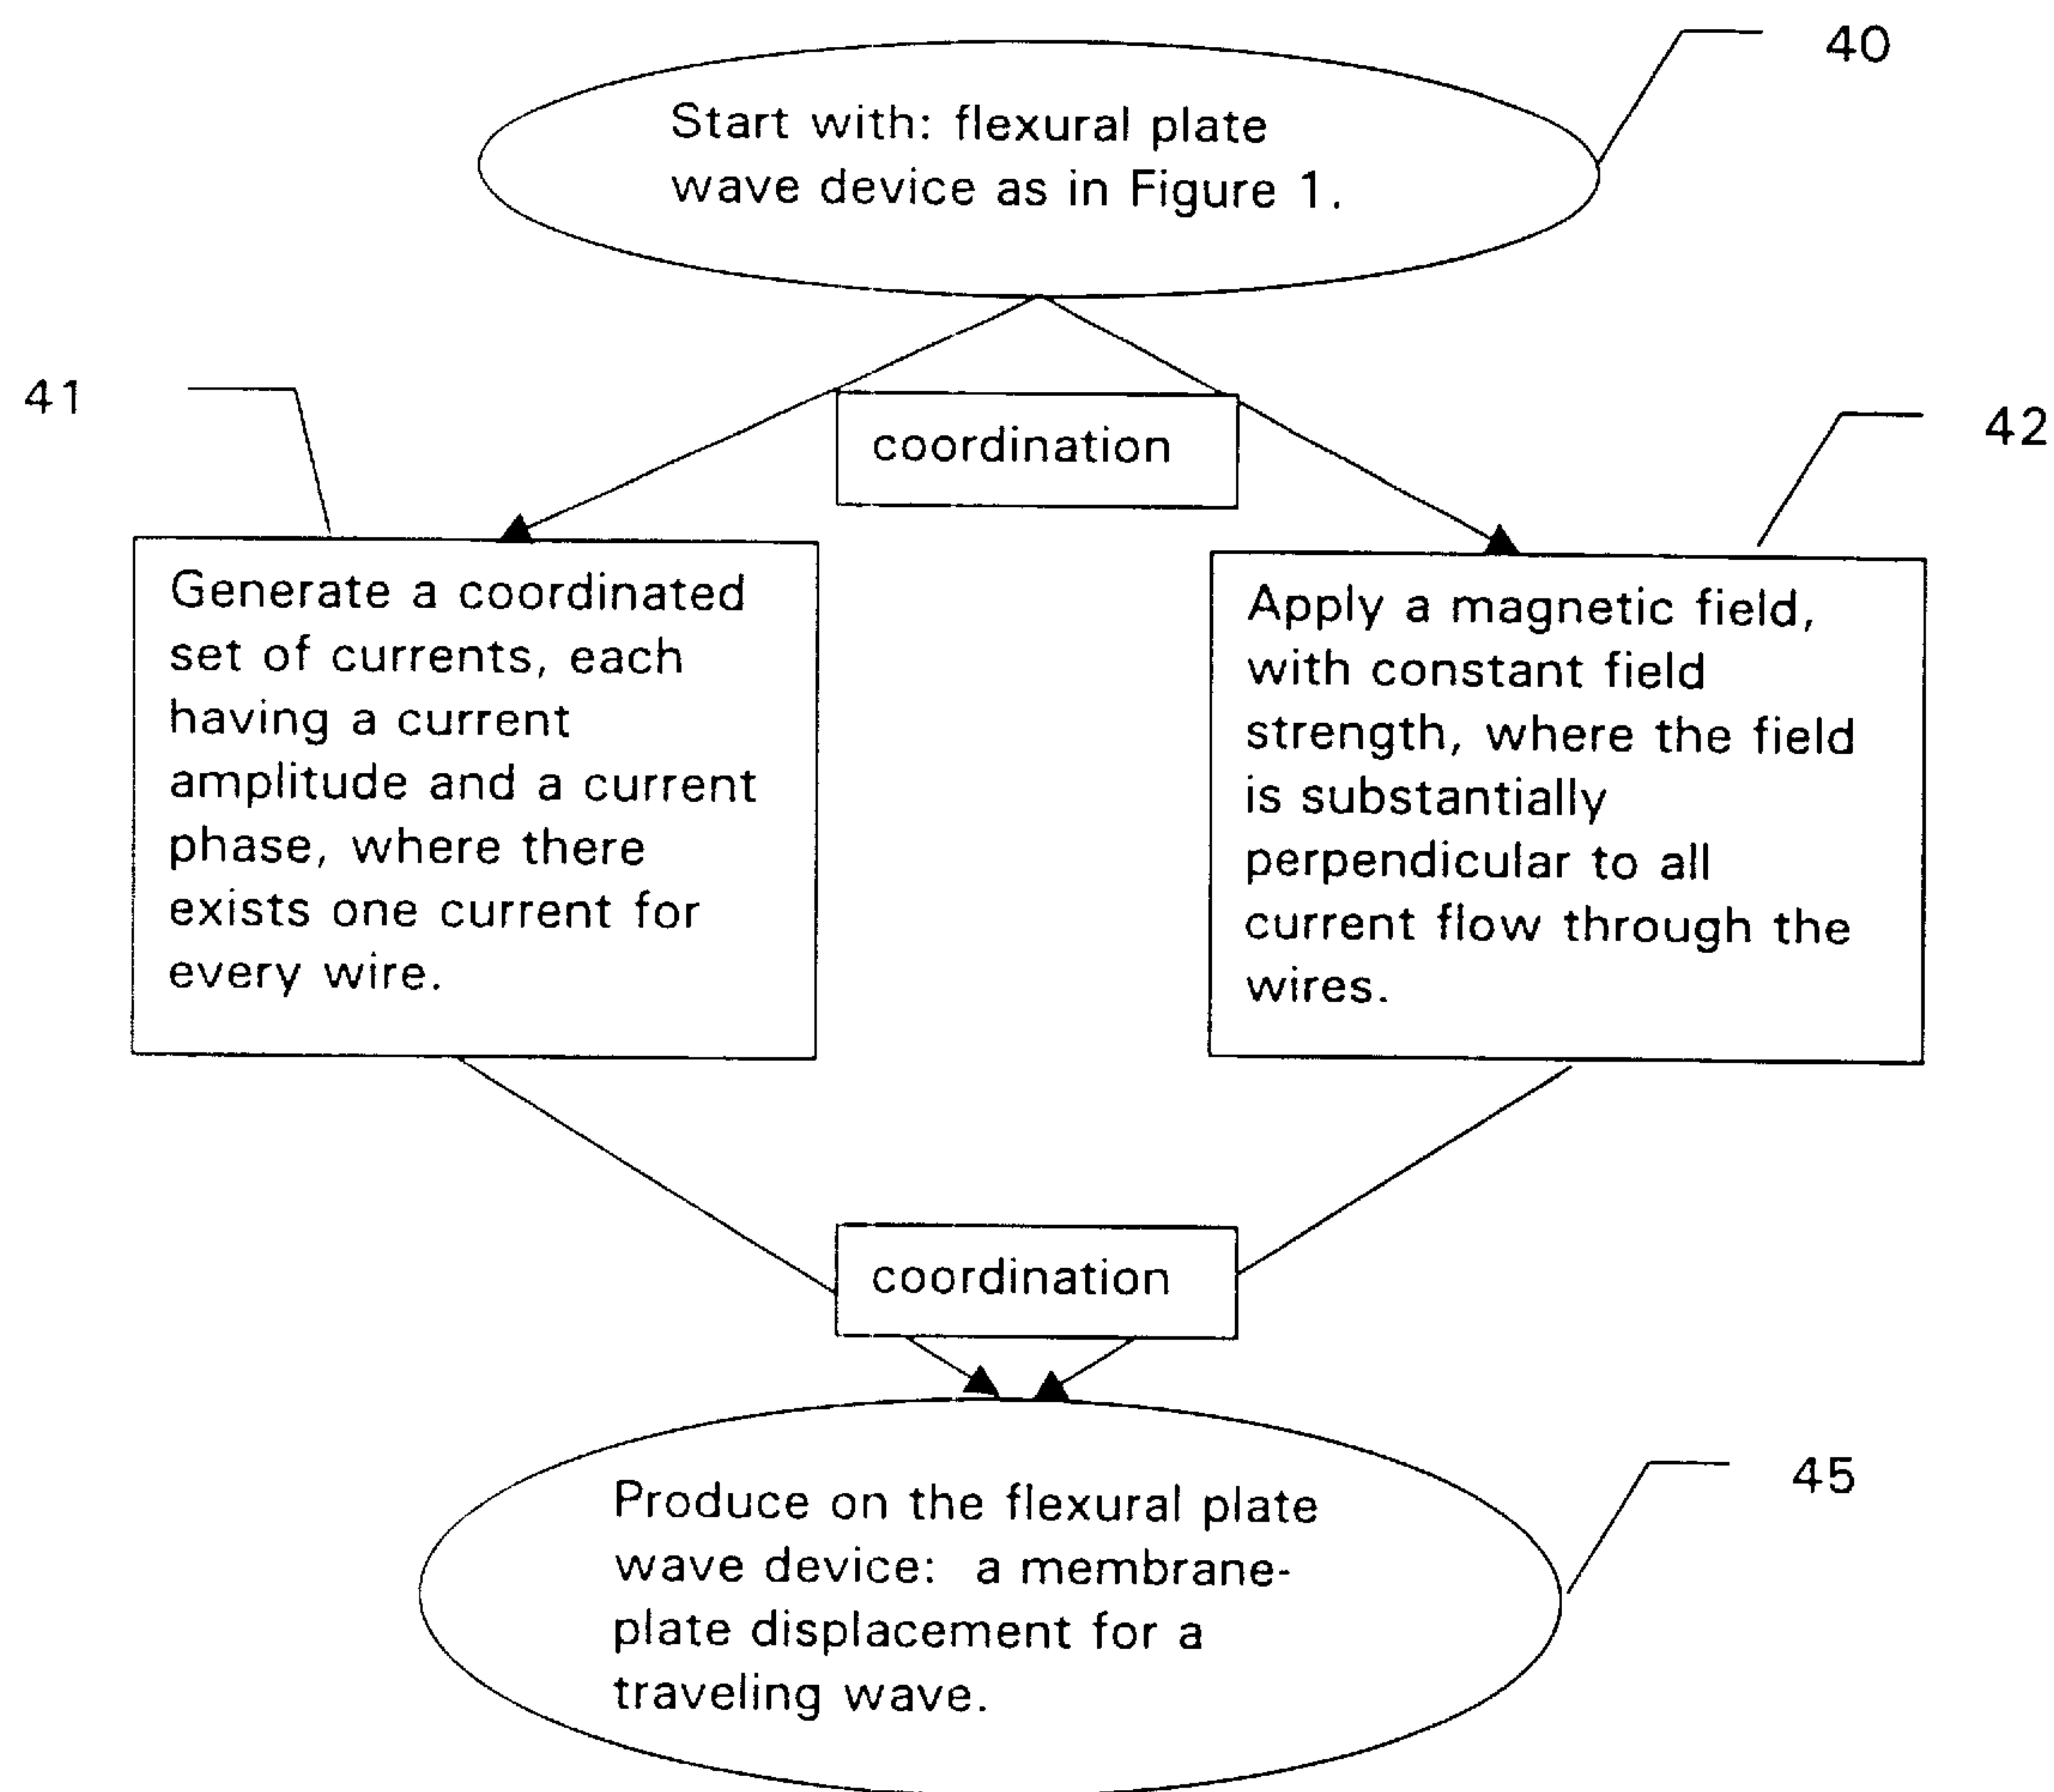 40
Start with: flexural plate
wave device as in Figure 1.
41
coordination
42
Generate a coordinated
set of currents, each
having a current
amplitude and a current
phase, where there
exists one current for
every wire.
Apply a magnetic field,
with constant field
strength, where the field
is substantially
perpendicular to all
current flow through the
wires.
coordination
45
Produce on the flexural plate
wave device: a membrane-
plate displacement for a
traveling wave.